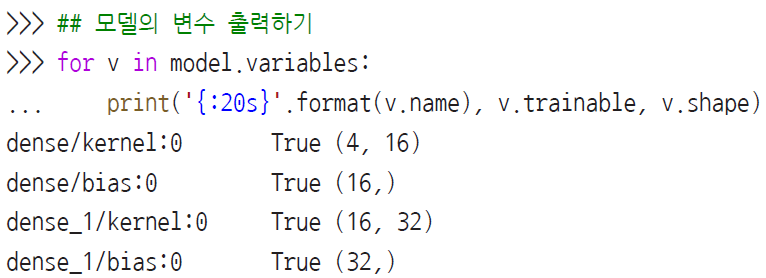 >>> ## 모델의 변수 출력하기
>>> for v in model.variables:
...     print('{:20s}'.format(v.name), v.trainable, v.shape)
dense/kernel:0       True (4, 16)
dense/bias:0         True (16,)
dense_1/kernel:0     True (16, 32)
dense_1/bias:0       True (32,)